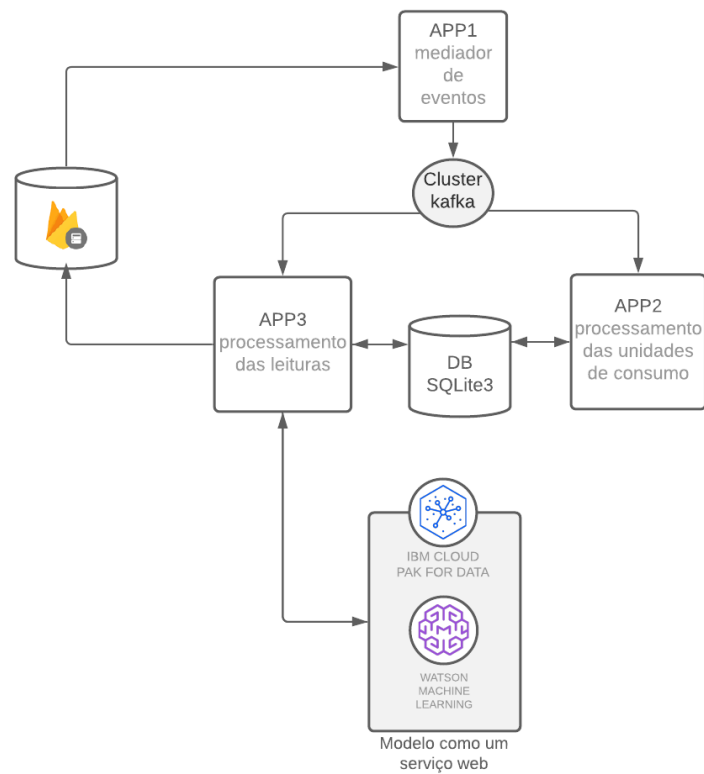 APP1
mediador
de
eventos
Cluster
kafka
APP3
processamento
das leituras
DB
SQLite3
APP2
processamento
das unidades
de consumo
IBM CLOUD
PAK FOR DATA
WATSON
MACHINE
LEARNING
Modelo como um
serviço web